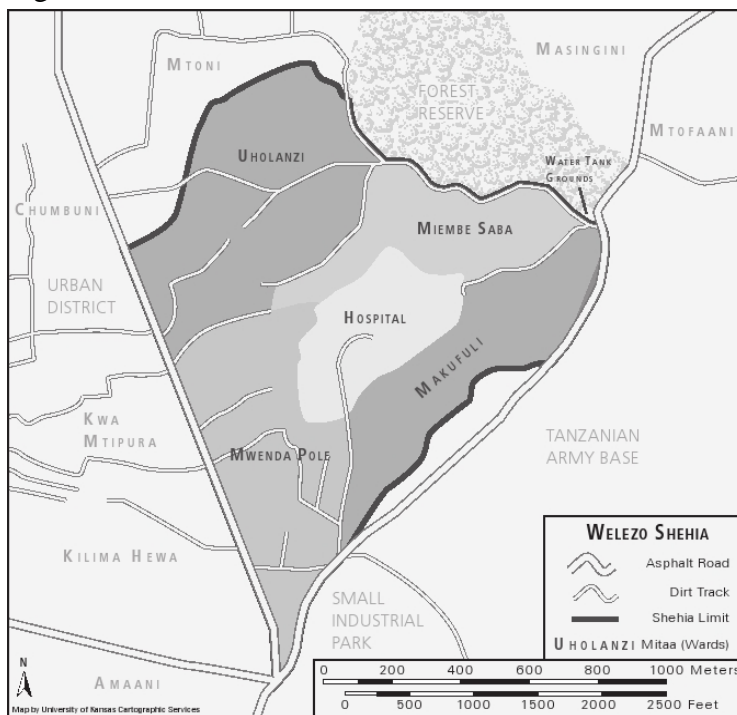 MASINGINI
MTONI
FOREST
RESERVE
MTOFAANI
UHOLANZI
WATER TANK
GROUNDS
CHUMBUNI
MIEMBE SABA
URBAN
DISTRICT
HOSPITAL
MAKUFULI
KWA
MTIPURA
TANZANIAN
ARMY BASE
MWENDA POLE
KILIMA HEWA
SMALL
INDUSTRIAL
PARK
AMAANI
N
Map by University of Kansas Cartographic Services
WELEZO SHEHIA
Asphalt Road
Dirt Track
Shehia Limit
UHOLANZI Mitaa (Wards)
0 200 400 600 800 1000 Meters
0 500 1000 1500 2000 2500 Feet